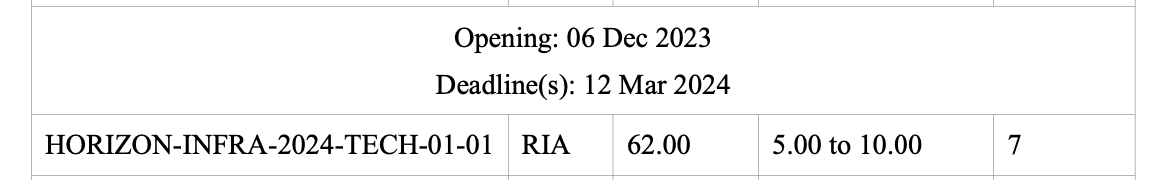 Opening: 06 Dec 2023
Deadline(s): 12 Mar 2024
HORIZON-INFRA-2024-TECH-01-01 RIA 62.00 5.00 to 10.00 7